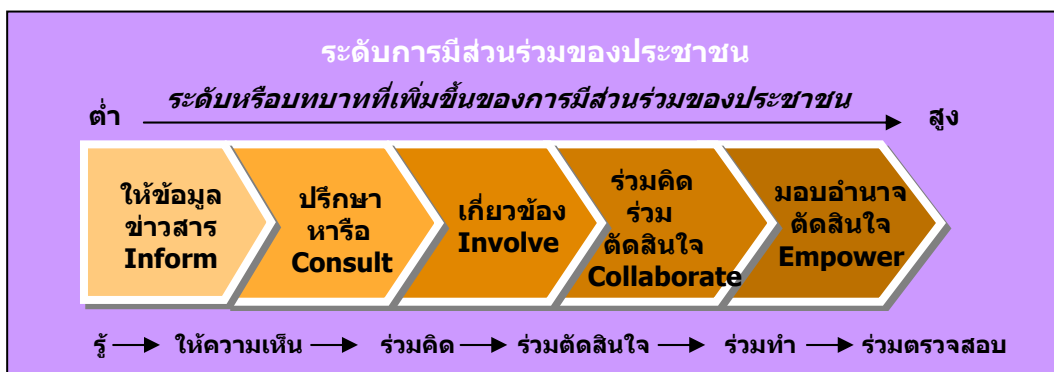 ระดับการมีส่วนร่วมของประชาชน
ระดับหรือบทบาทที่เพิ่มขึ้นของการมีส่วนร่วมของประชาชน
ต่ำ
สูง
ให้ข้อมูล
ข่าวสาร
Inform
ปรึกษา
หารือ
Consult
เกี่ยวข้อง
Involve
ร่วมคิด
ร่วม
ตัดสินใจ
Collaborate
มอบอำนาจ
ตัดสินใจ
Empower
รู้ → ให้ความเห็น → ร่วมคิด → ร่วมตัดสินใจ → ร่วมทำ → ร่วมตรวจสอบ